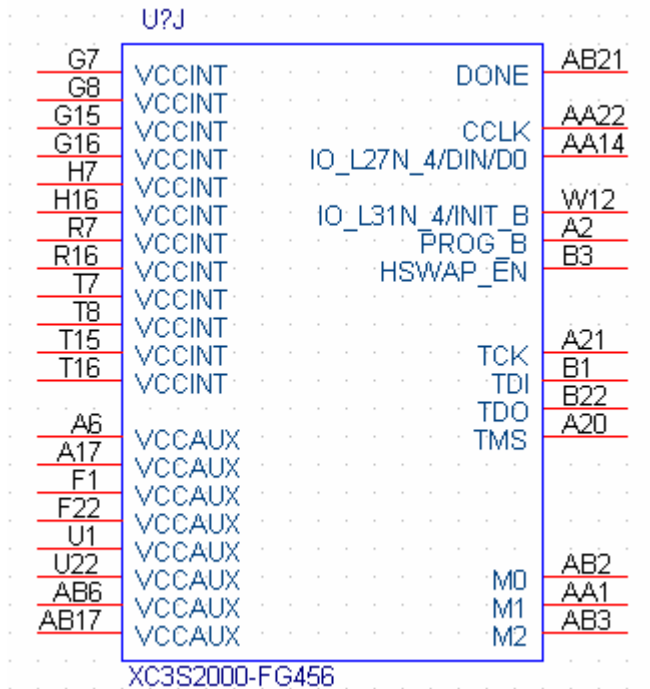 U?J
G7 VCCINT DONE AB21
G8 VCCINT
G15 VCCINT CCLK AA22
G16 VCCINT IO_L27N_4/DIN/D0 AA14
H7 VCCINT
H16 VCCINT IO_L31N_4/INIT_B W12
R7 VCCINT PROG_B A2
R16 VCCINT HSWAP_EN B3
T7 VCCINT
T8 VCCINT
T15 VCCINT TCK A21
T16 VCCINT TDI B1
TDO B22
A6 VCCAUX TMS A20
A17 VCCAUX
F1 VCCAUX
F22 VCCAUX
U1 VCCAUX
U22 VCCAUX M0 AB2
AB6 VCCAUX M1 AA1
AB17 VCCAUX M2 AB3
XC3S2000-FG456